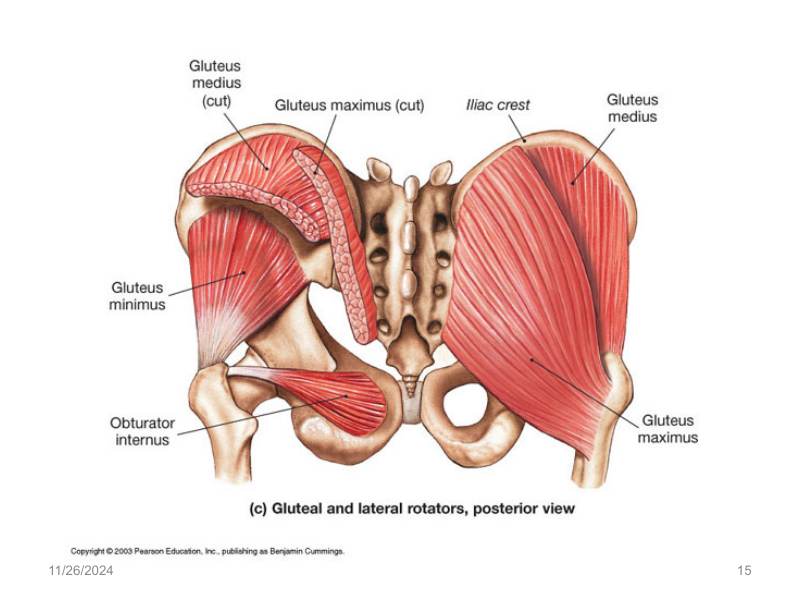 Gluteus
medius
(cut)
Gluteus maximus (cut)
Iliac crest
Gluteus
medius
Gluteus
minimus
Obturator
internus
Gluteus
maximus
(c) Gluteal and lateral rotators, posterior view
Copyright © 2003 Pearson Education, Inc., publishing as Benjamin Cummings.
11/26/2024
15